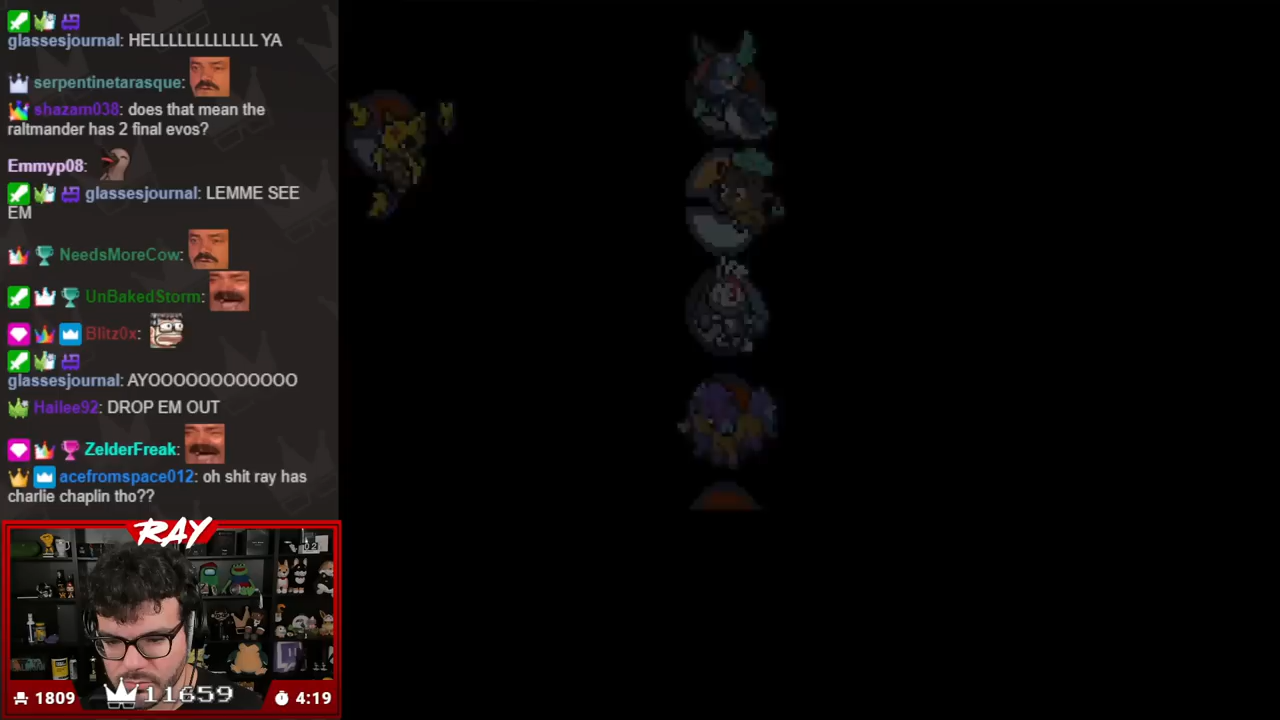 glassesjournal: HELLLLLLLLLLLL YA
serpentinetarasque:
shazam038: does that mean the
raltmander has 2 final evos?
Emmyp08:
glassesjournal: LEMME SEE
EM
NeedsMoreCow:
UnBakedStorm:
Blitz0x:
glassesjournal: AYOOOOOOOOOOOO
Hailee92: DROP EM OUT
ZelderFreak:
acefromspace012: oh shit ray has
charlie chaplin tho??
RAY
1809
11659
4:19